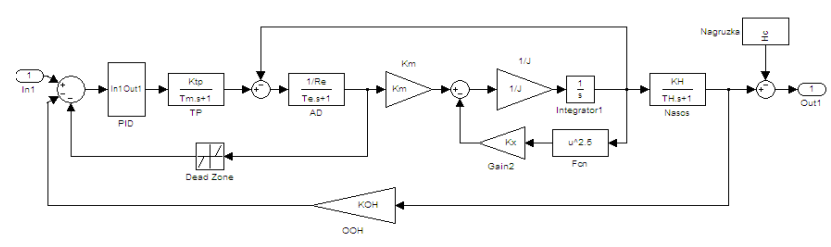 Nagruzka
Hc
Km
1/J
1
In1
In1 Out1
PID
Ktp
Tm.s+1
TP
1/Re
Te.s+1
AD
Km
1/J
1
s
Integrator1
KH
TH.s+1
Nasos
1
Out1
Dead Zone
Kx
Gain2
u^2.5
Fcn
KOH
OOH